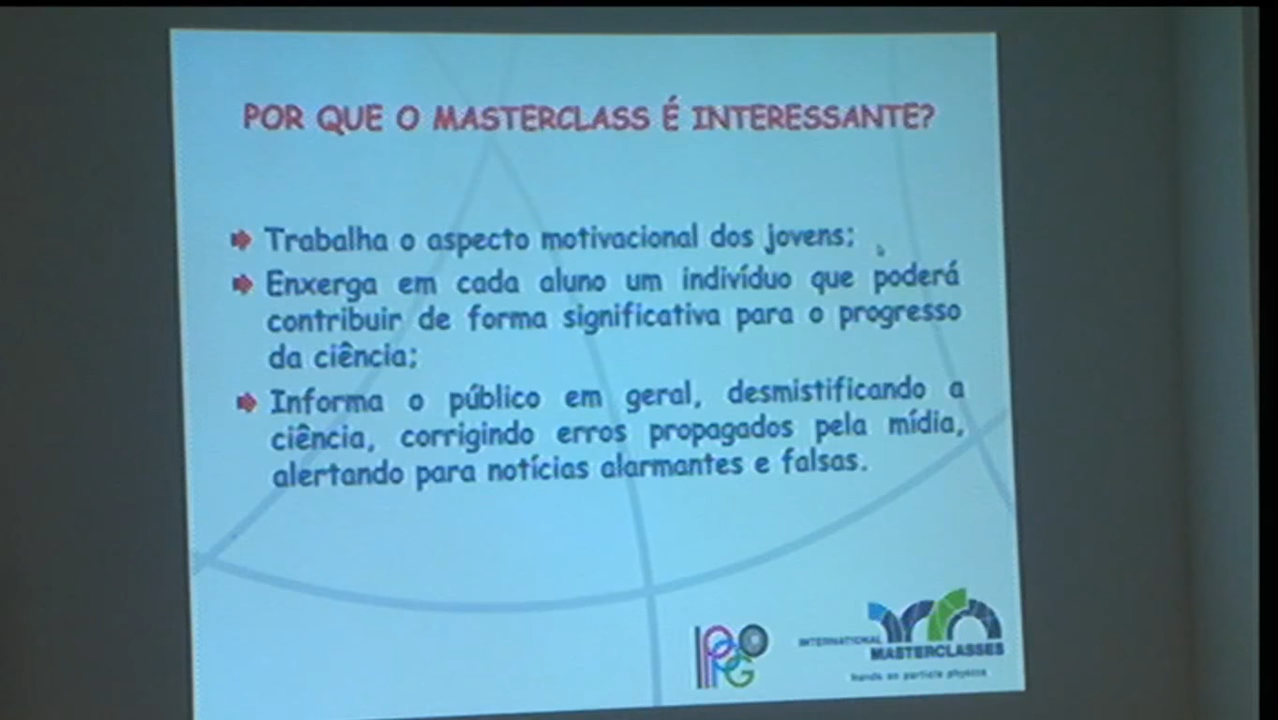 POR QUE O MASTERCLASS É INTERESSANTE?
Trabalha o aspecto motivacional dos jovens;
Enxerga em cada aluno um indivíduo que poderá
contribuir de forma significativa para o progresso
da ciência;
Informa o público em geral, desmistificando a
ciência, corrigindo erros propagados pela mídia,
alertando para notícias alarmantes e falsas.
IPPOG
INTERNATIONAL
MASTERCLASSES
hands on particle physics